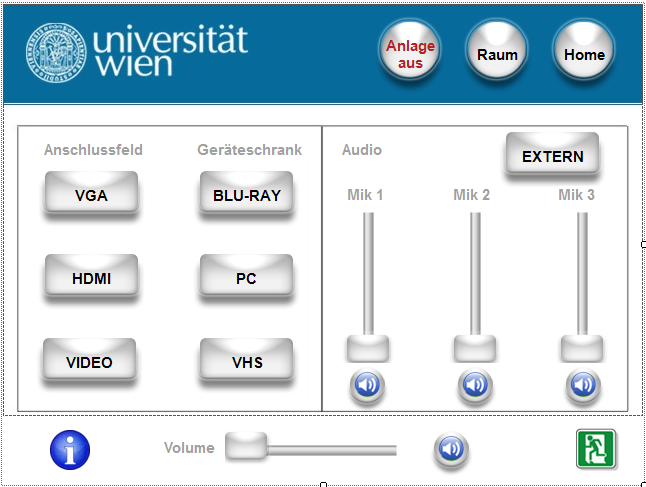 universität
wien
Anlage
aus
Raum
Home
Anschlussfeld
Geräteschrank
VGA
BLU-RAY
HDMI
PC
VIDEO
VHS
Audio
EXTERN
Mik 1
Mik 2
Mik 3
i
Volume